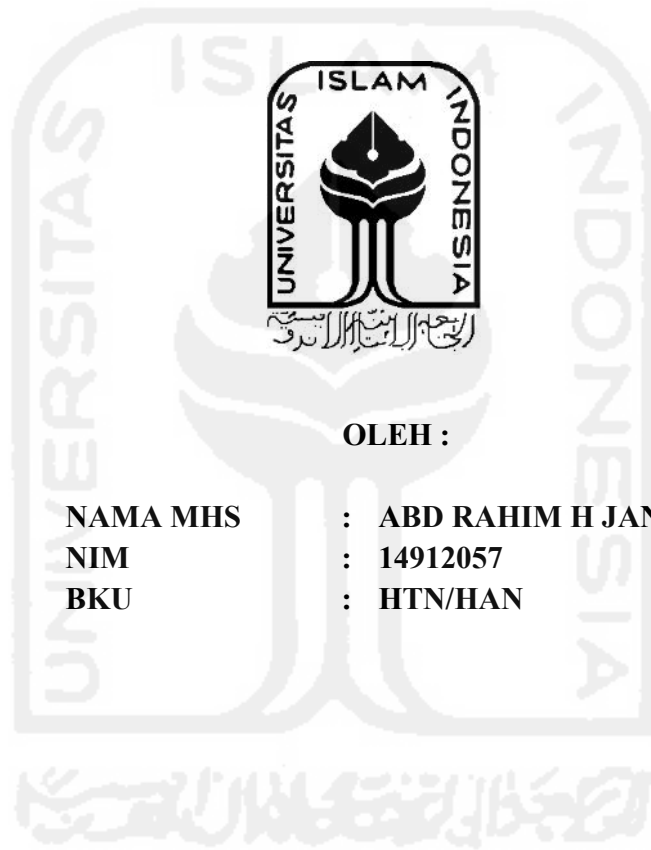 ISLAM
UNIVERSITAS
INDONESIA
OLEH :
NAMA MHS : ABD RAHIM H JAN
NIM : 14912057
BKU : HTN/HAN